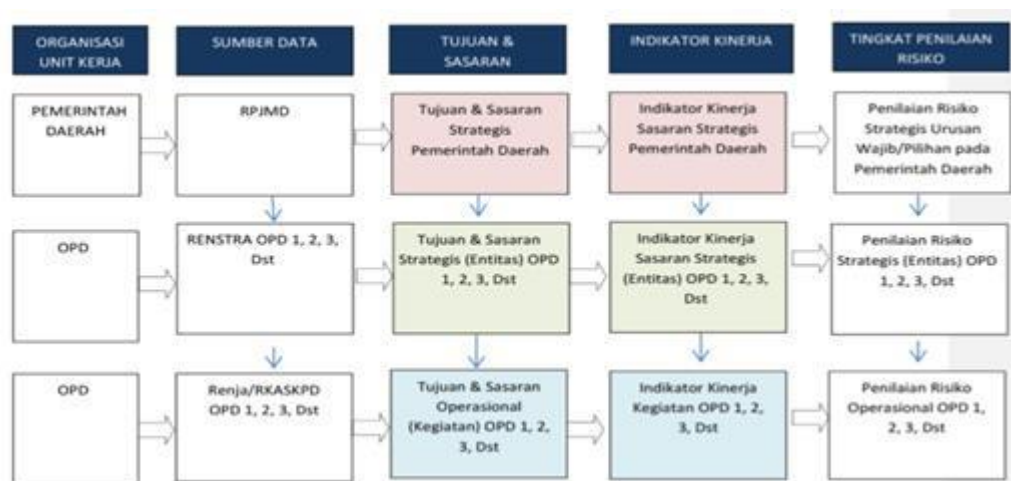 ORGANISASI
UNIT KERJA
SUMBER DATA
TUJUAN &
SASARAN
INDIKATOR KINERJA
TINGKAT PENILAIAN
RISIKO
PEMERINTAH
DAERAH
RPJMD
Tujuan & Sasaran
Strategis
Pemerintah Daerah
Indikator Kinerja
Sasaran Strategis
Pemerintah Daerah
Penilaian Risiko
Strategis Urusan
Wajib/Pilihan pada
Pemerintah Daerah
OPD
RENSTRA OPD 1, 2, 3,
Dst
Tujuan & Sasaran
Strategis (Entitas) OPD
1, 2, 3, Dst
Indikator Kinerja
Sasaran Strategis
(Entitas) OPD 1, 2, 3,
Dst
Penilaian Risiko
Strategis (Entitas) OPD
1, 2, 3, Dst
OPD
Renja/RKASKPD
OPD 1, 2, 3, Dst
Tujuan & Sasaran
Operasional
(Kegiatan) OPD 1, 2,
3, Dst
Indikator Kinerja
Kegiatan OPD 1, 2,
3, Dst
Penilaian Risiko
Operasional OPD 1,
2, 3, Dst